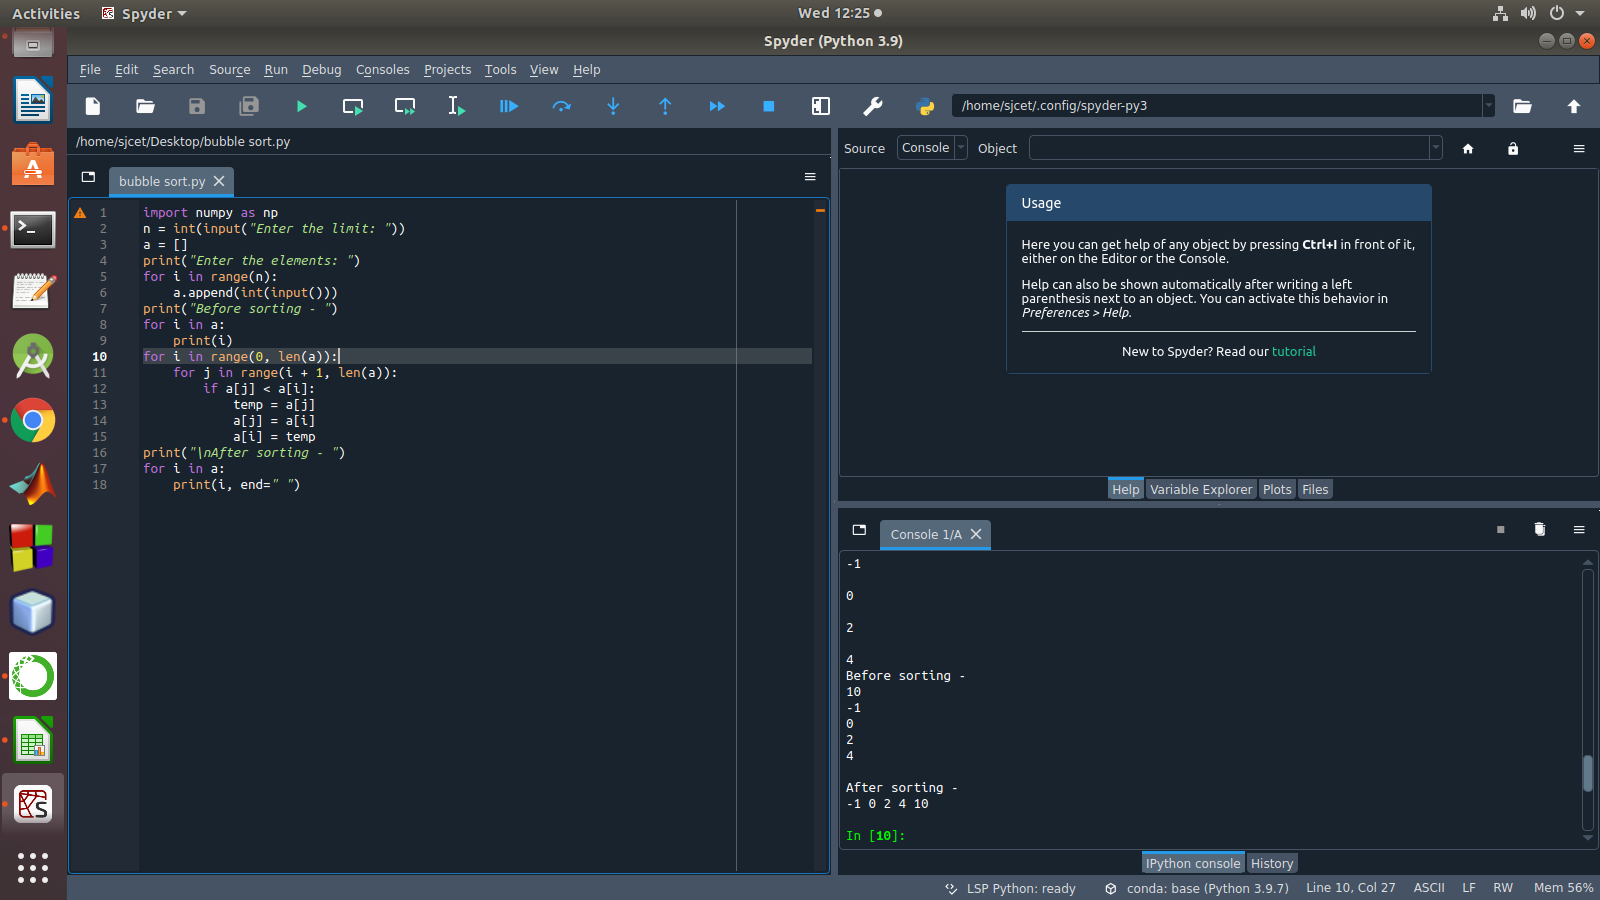 Activities Spyder Wed 12:25
Spyder (Python 3.9)
File Edit Search Source Run Debug Consoles Projects Tools View Help
/home/sjcet/.config/spyder-py3
/home/sjcet/Desktop/bubble sort.py
bubble sort.py
1 import numpy as np
2 n = int(input("Enter the limit: "))
3 a = []
4 print("Enter the elements: ")
5 for i in range(n):
6     a.append(int(input()))
7 print("Before sorting - ")
8 for i in a:
9     print(i)
10 for i in range(0, len(a)):
11     for j in range(i + 1, len(a)):
12         if a[j] < a[i]:
13             temp = a[j]
14             a[j] = a[i]
15             a[i] = temp
16 print("\nAfter sorting - ")
17 for i in a:
18     print(i, end=" ")
Source Console Object
Usage
Here you can get help of any object by pressing Ctrl+I in front of it,
either on the Editor or the Console.
Help can also be shown automatically after writing a left
parenthesis next to an object. You can activate this behavior in
Preferences > Help.
New to Spyder? Read our tutorial
Help Variable Explorer Plots Files
Console 1/A
-1
0
2
4
Before sorting -
10
-1
0
2
4
After sorting -
-1 0 2 4 10
In [10]:
IPython console History
LSP Python: ready conda: base (Python 3.9.7) Line 10, Col 27 ASCII LF RW Mem 56%